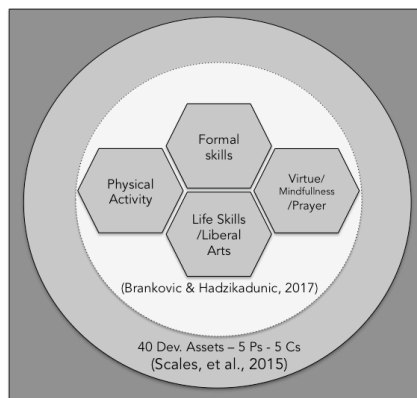 Formal
skills
Physical
Activity
Virtue/
Mindfullness
/Prayer
Life Skills
/Liberal
Arts
(Brankovic & Hadzikadunic, 2017)
40 Dev. Assets – 5 Ps - 5 Cs
(Scales, et al., 2015)